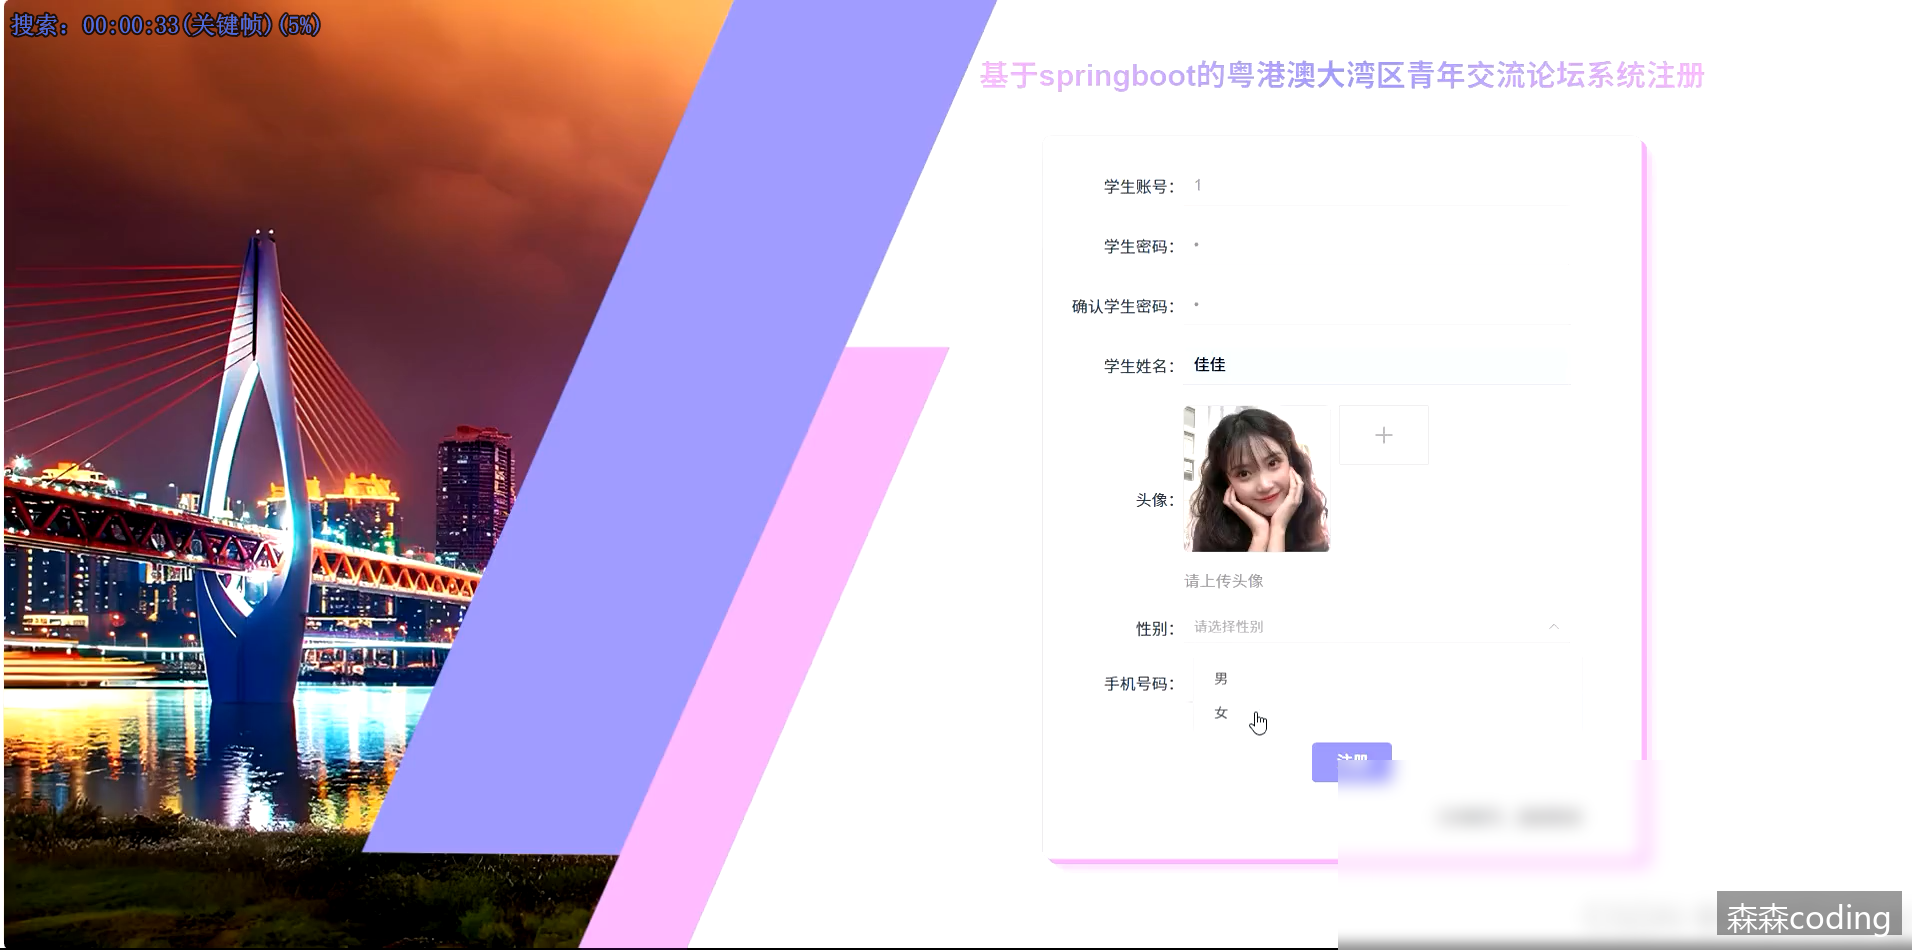 搜索: 00:00:33(关键帧)(5%)
基于springboot的粤港澳大湾区青年交流论坛系统注册
学生账号: 1
学生密码: •
确认学生密码: •
学生姓名: 佳佳
头像:
请上传头像
性别: 请选择性别
男
手机号码:
女
注册
森森coding